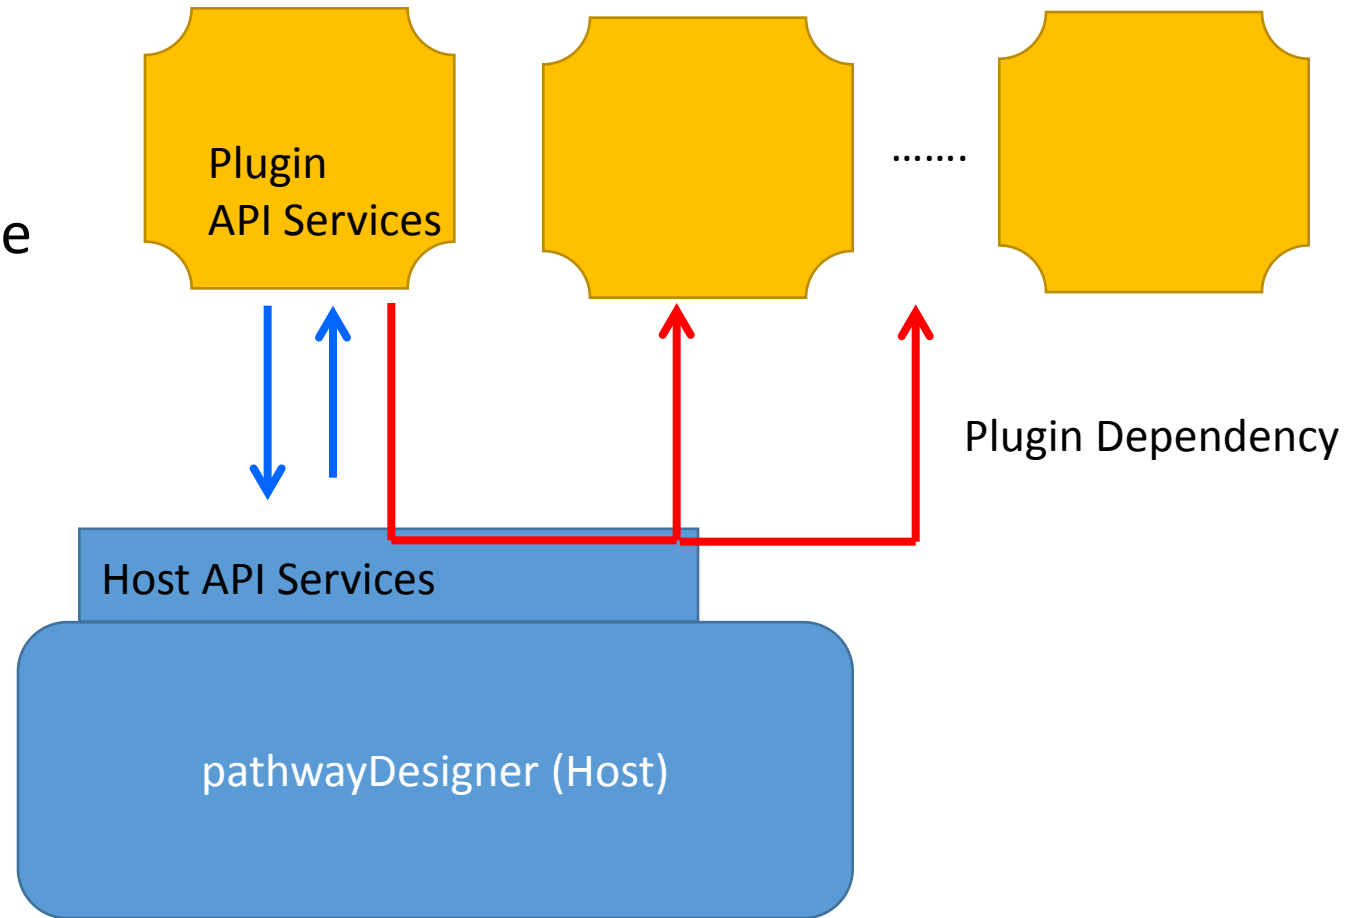 Plugin
API Services
…….
e
Plugin Dependency
Host API Services
pathwayDesigner (Host)